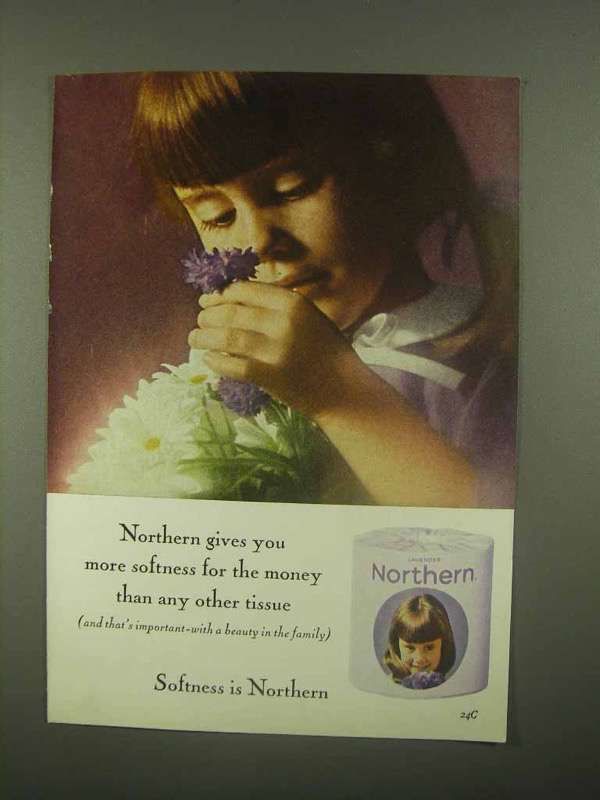 Northern gives you
more softness for the money
than any other tissue
(and that's important-with a beauty in the family)
Softness is Northern
LAVENDER
Northern
24C